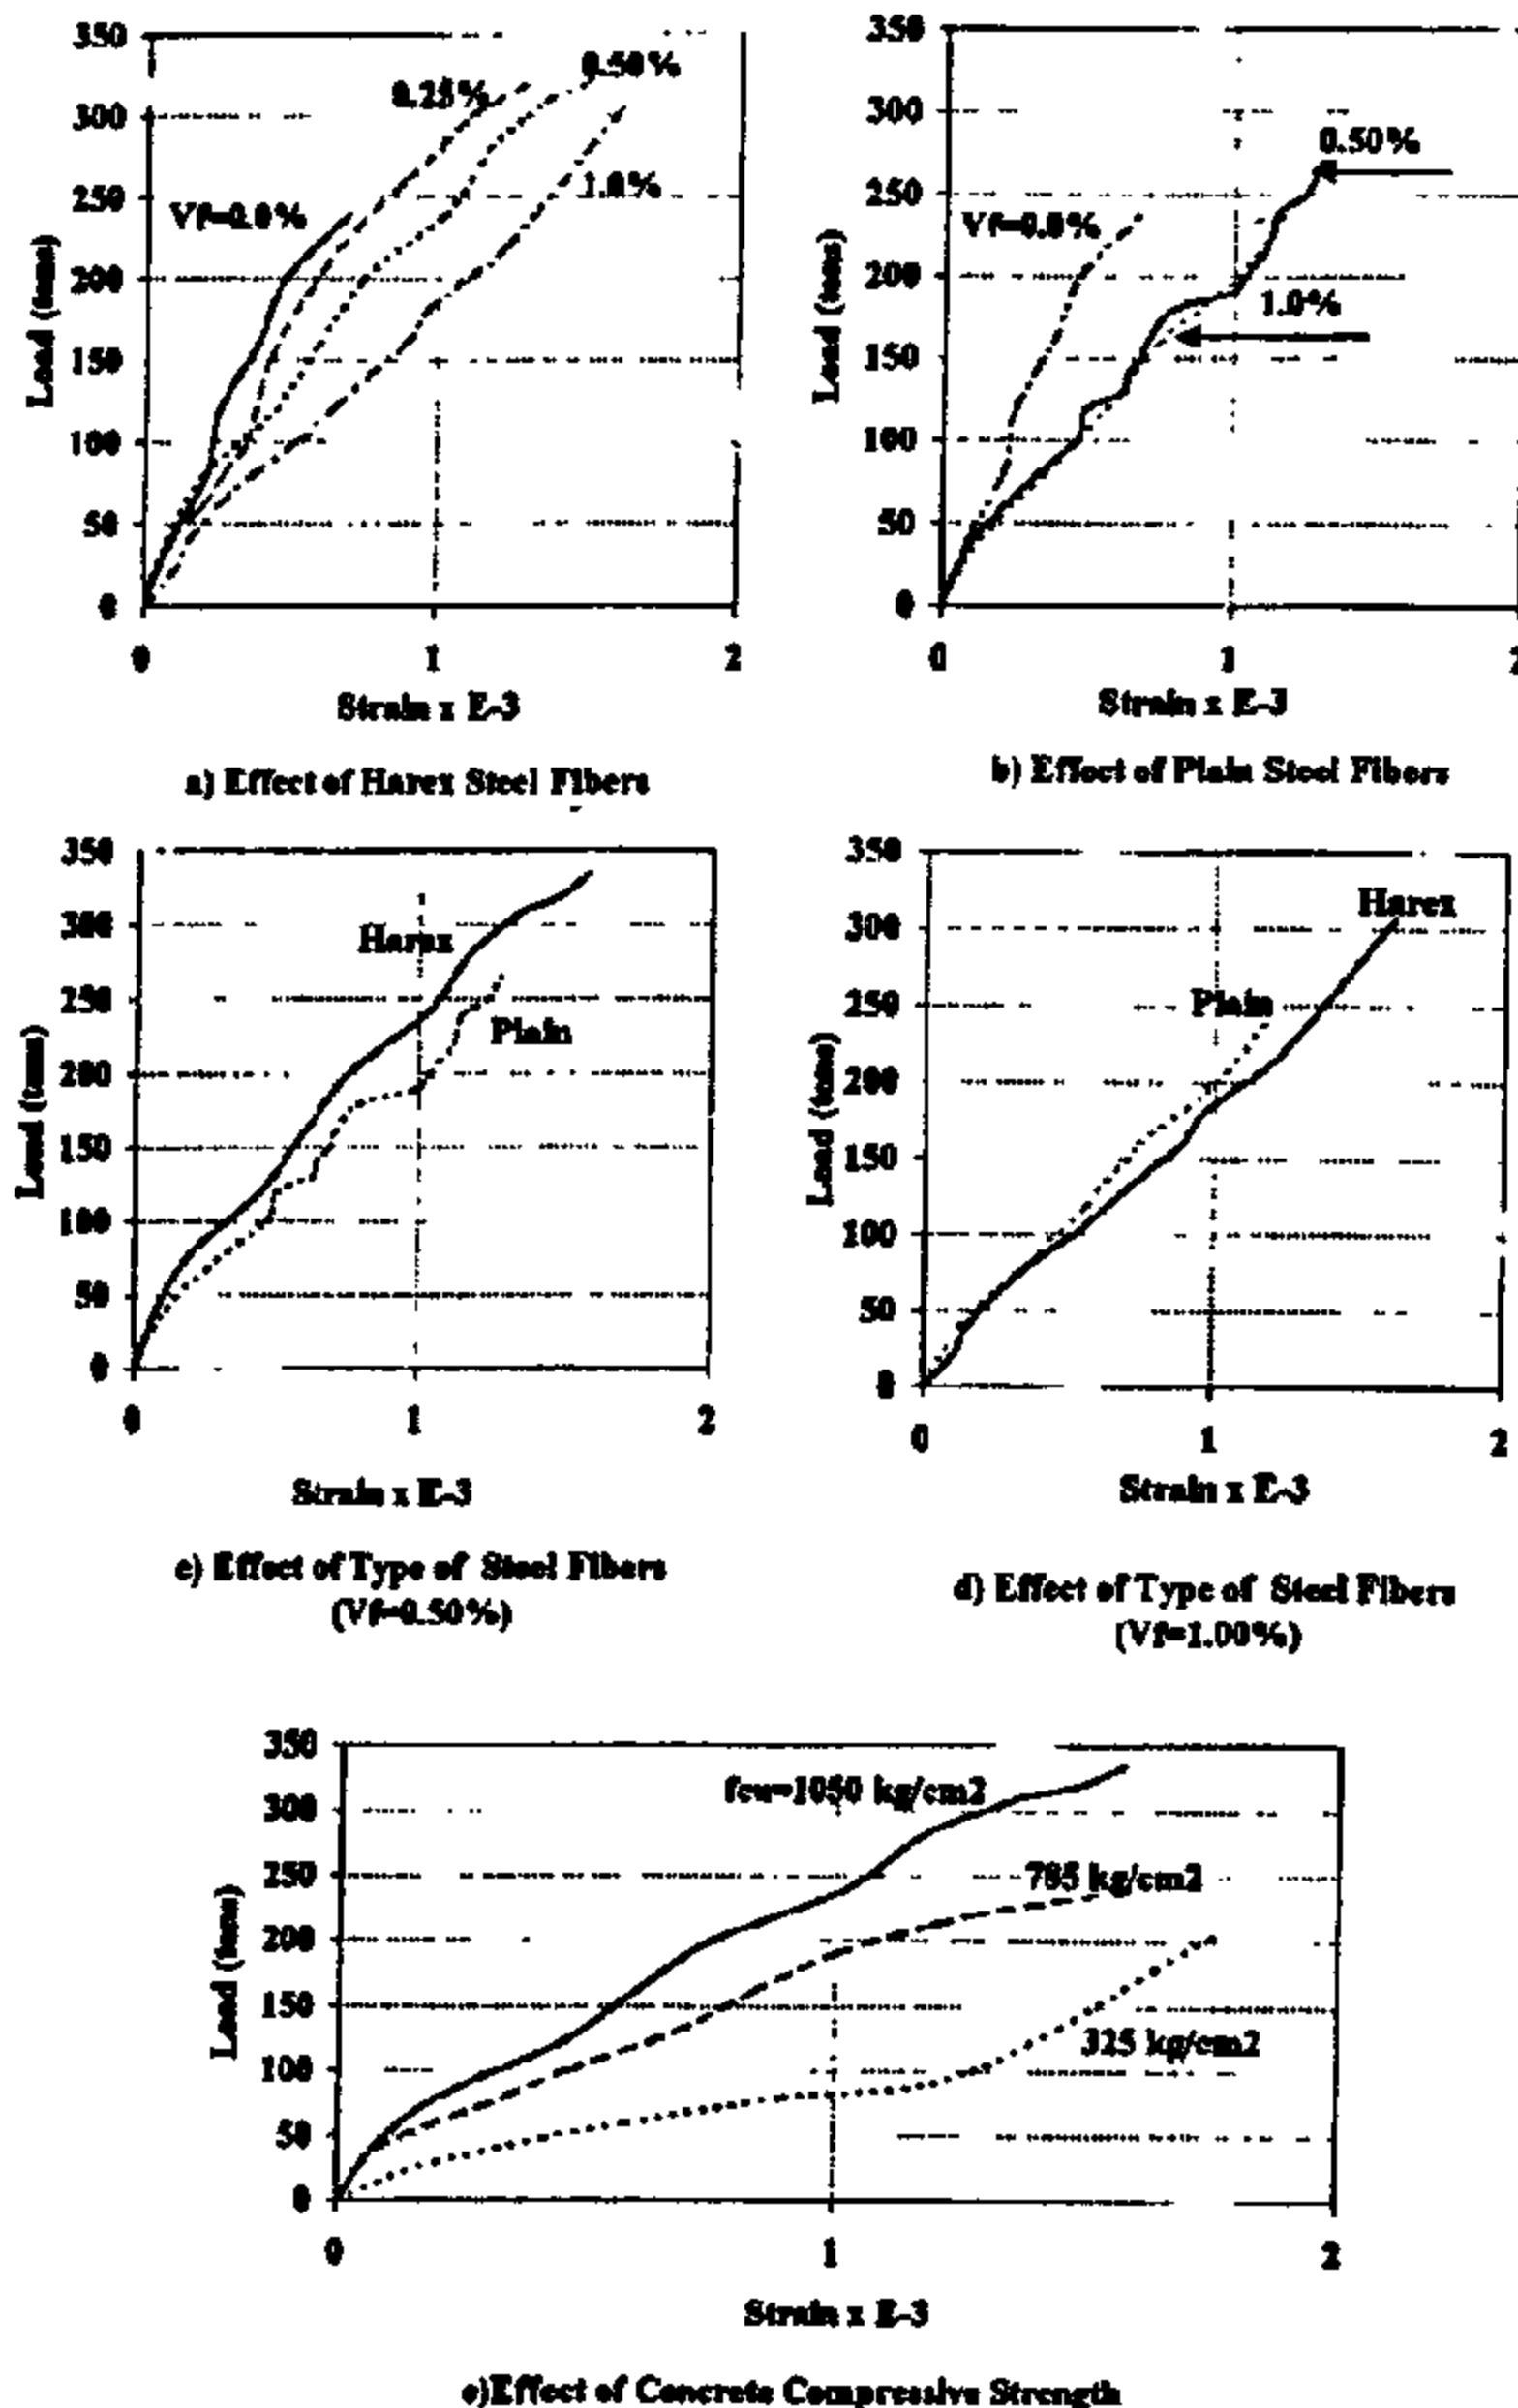 350
300
250
200
150
100
50
0
Load (tons)
0.25%
0.50%
Vf=0.0%
1.0%
0 1 2
Strain x E-3
a) Effect of Harex Steel Fibers
350
300
250
200
150
100
50
0
Load (tons)
0.50%
Vf=0.0%
1.0%
0 1 2
Strain x E-3
b) Effect of Plain Steel Fibers
350
300
250
200
150
100
50
0
Load (tons)
Harex
Plain
0 1 2
Strain x E-3
c) Effect of Type of Steel Fibers
(Vf=0.50%)
350
300
250
200
150
100
50
0
Load (tons)
Harex
Plain
0 1 2
Strain x E-3
d) Effect of Type of Steel Fibers
(Vf=1.00%)
350
300
250
200
150
100
50
0
Load (tons)
fcu=1050 kg/cm2
785 kg/cm2
325 kg/cm2
0 1 2
Strain x E-3
e)Effect of Concrete Compressive Strength